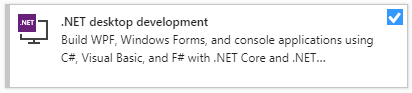 .NET
.NET desktop development
Build WPF, Windows Forms, and console applications using
C#, Visual Basic, and F# with .NET Core and .NET...